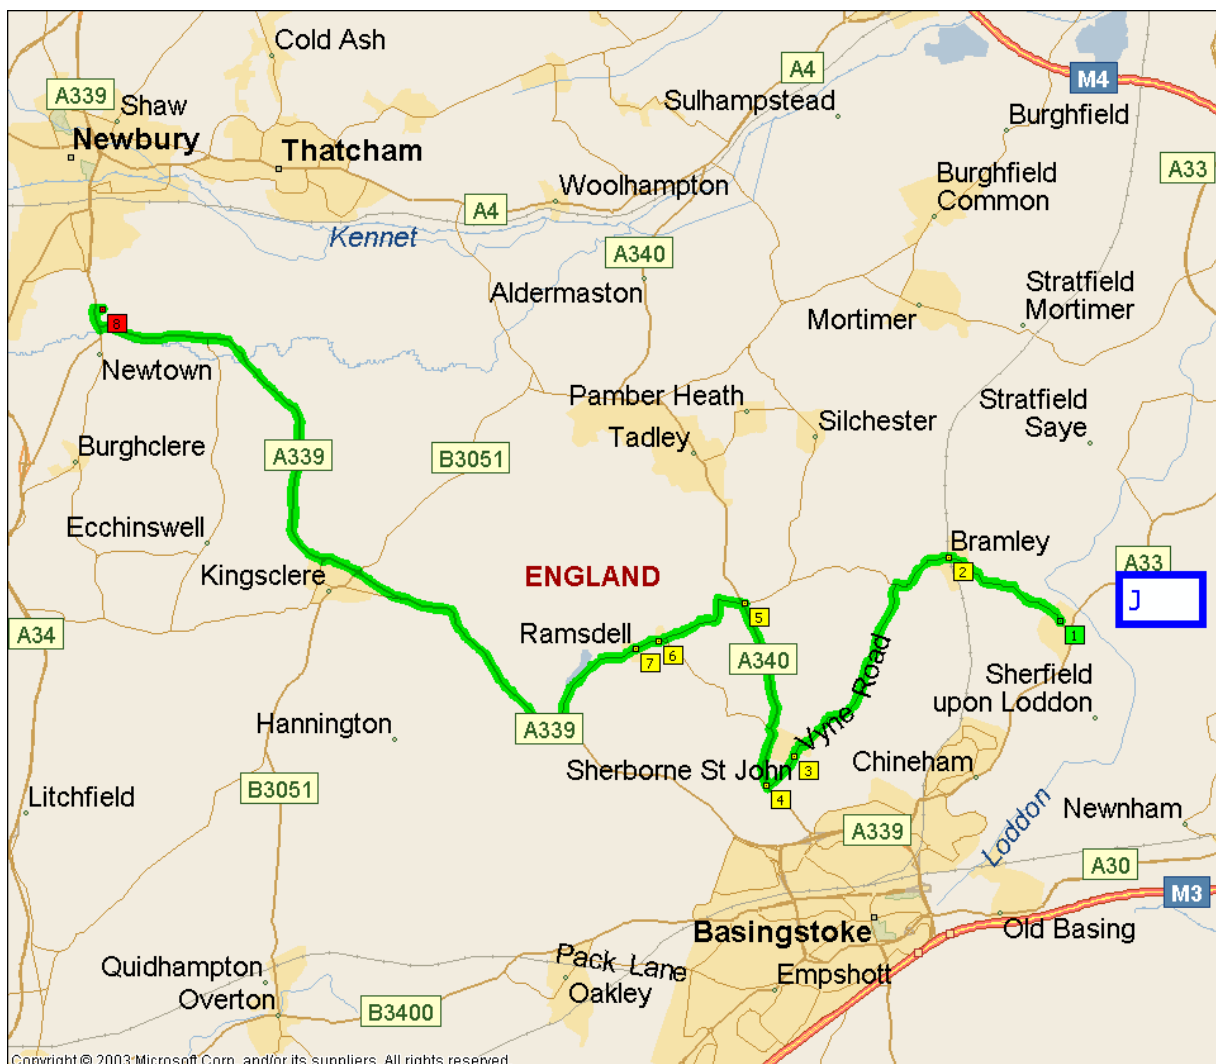 Cold Ash
A4
M4
A339
Shaw
Sulhampstead
Burghfield
Newbury
Thatcham
A33
Woolhampton
Burghfield
Common
A4
Kennet
A340
Aldermaston
Stratfield
Mortimer
Mortimer
8
Newtown
Pamber Heath
Silchester
Stratfield
Saye
Tadley
Burghclere
A339
B3051
Ecchinswell
Bramley
A33
Kingsclere
ENGLAND
2
J
5
A34
Ramsdell
1
6
7
A340
Vyne Road
Sherfield
upon Loddon
Hannington
A339
Sherborne St John
3
Chineham
B3051
4
Litchfield
Loddon
Newnham
A339
A30
M3
Basingstoke
Old Basing
Quidhampton
Pack Lane
Empshott
Overton
Oakley
B3400
Copyright © 2003 Microsoft Corp. and/or its suppliers. All rights reserved.